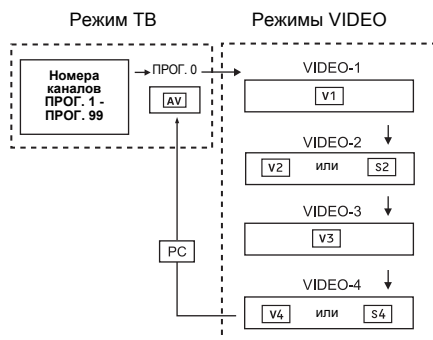 Режим ТВ
Режимы VIDEO
Номера
каналов
ПРОГ. 1 -
ПРОГ. 99
ПРОГ. 0
AV
VIDEO-1
V1
VIDEO-2
V2 или S2
VIDEO-3
V3
PC
VIDEO-4
V4 или S4